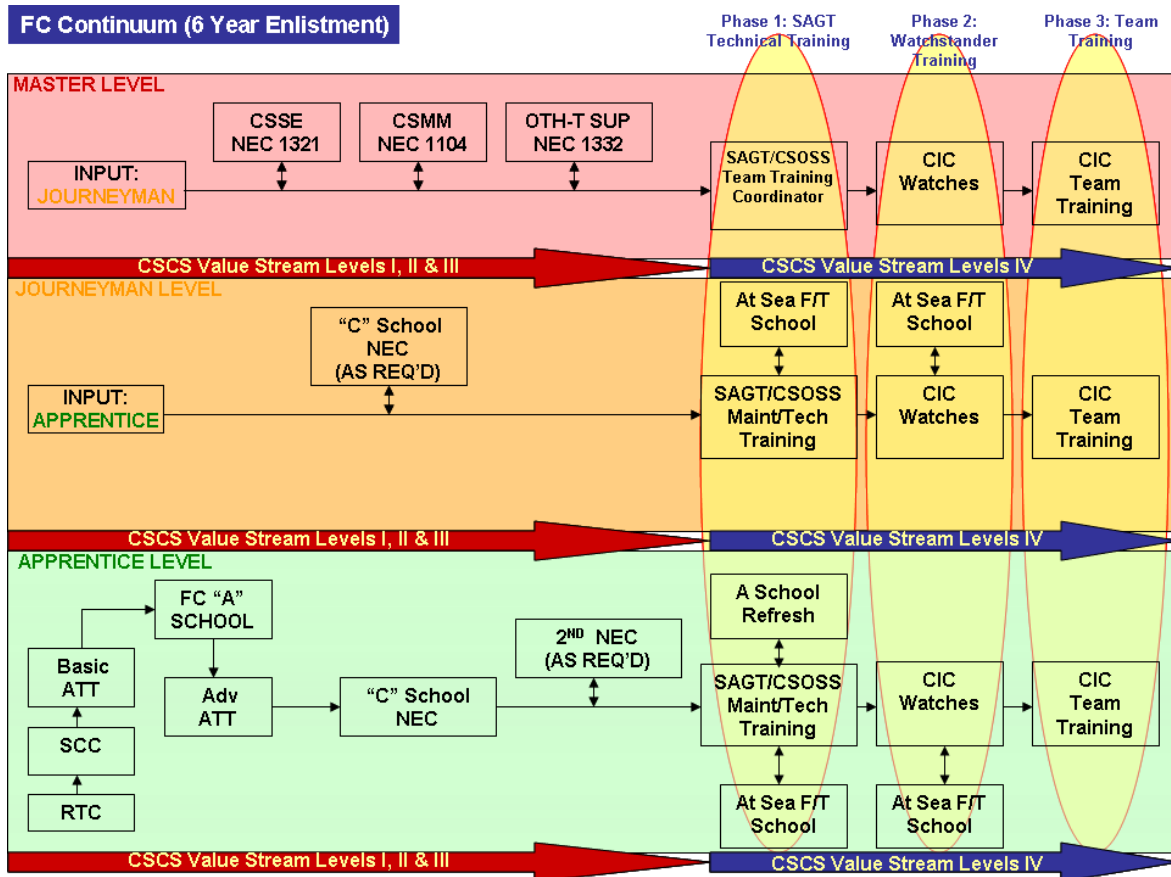 FC Continuum (6 Year Enlistment)
Phase 1: SAGT
Technical Training
Phase 2:
Watchstander
Training
Phase 3: Team
Training
MASTER LEVEL
CSSE
NEC 1321
CSMM
NEC 1104
OTH-T SUP
NEC 1332
INPUT:
JOURNEYMAN
SAGT/CSOSS
Team Training
Coordinator
CIC
Watches
CIC
Team
Training
CSCS Value Stream Levels I, II & III
CSCS Value Stream Levels IV
JOURNEYMAN LEVEL
"C" School
NEC
(AS REQ'D)
At Sea F/T
School
At Sea F/T
School
INPUT:
APPRENTICE
SAGT/CSOSS
Maint/Tech
Training
CIC
Watches
CIC
Team
Training
CSCS Value Stream Levels I, II & III
CSCS Value Stream Levels IV
APPRENTICE LEVEL
RTC
SCC
Basic
ATT
FC "A"
SCHOOL
Adv
ATT
"C" School
NEC
2ND NEC
(AS REQ'D)
A School
Refresh
SAGT/CSOSS
Maint/Tech
Training
CIC
Watches
CIC
Team
Training
At Sea F/T
School
At Sea F/T
School
CSCS Value Stream Levels I, II & III
CSCS Value Stream Levels IV